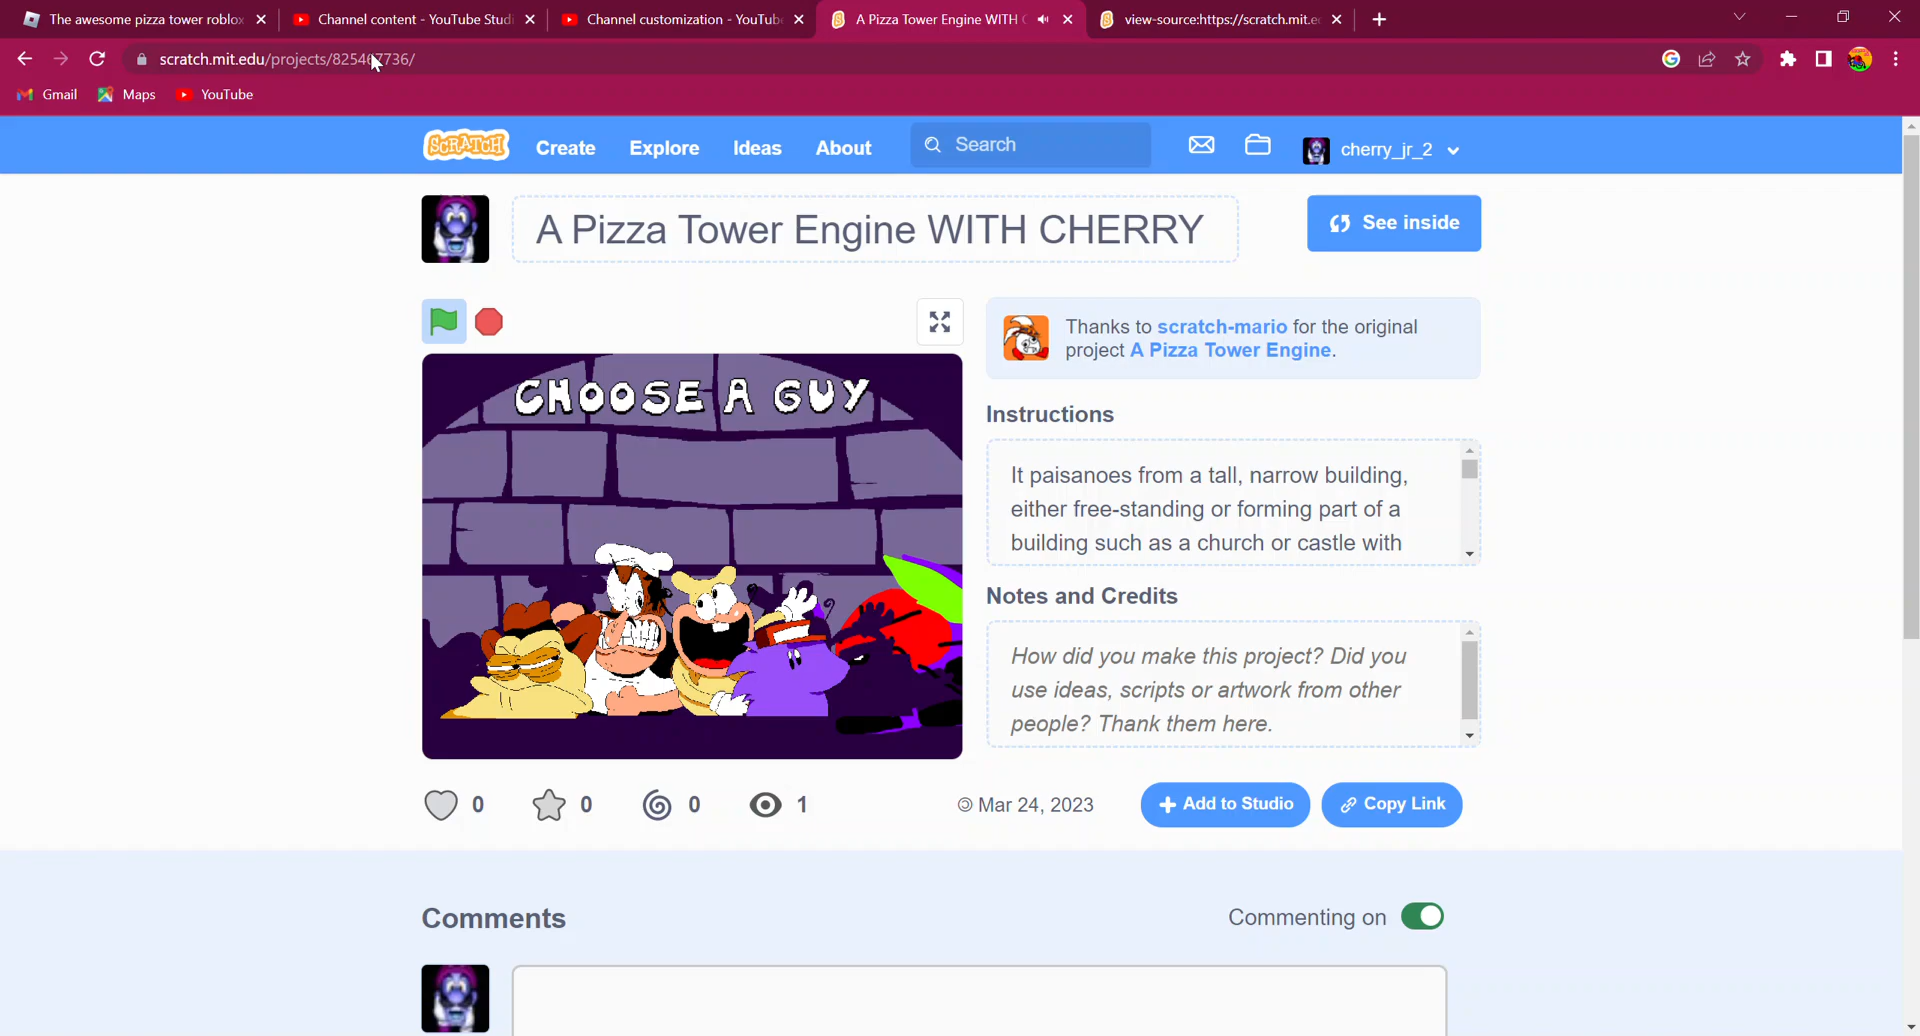 The awesome pizza tower roblox
Channel content - YouTube Studi
Channel customization - YouTube
A Pizza Tower Engine WITH C
view-source:https://scratch.mit.e
scratch.mit.edu/projects/825467736/
Gmail
Maps
YouTube
SCRATCH
Create
Explore
Ideas
About
Search
cherry_jr_2
A Pizza Tower Engine WITH CHERRY
See inside
Thanks to scratch-mario for the original
project A Pizza Tower Engine.
CHOOSE A GUY
Instructions
It paisanoes from a tall, narrow building,
either free-standing or forming part of a
building such as a church or castle with
Notes and Credits
How did you make this project? Did you
use ideas, scripts or artwork from other
people? Thank them here.
0
0
0
1
Mar 24, 2023
Add to Studio
Copy Link
Comments
Commenting on